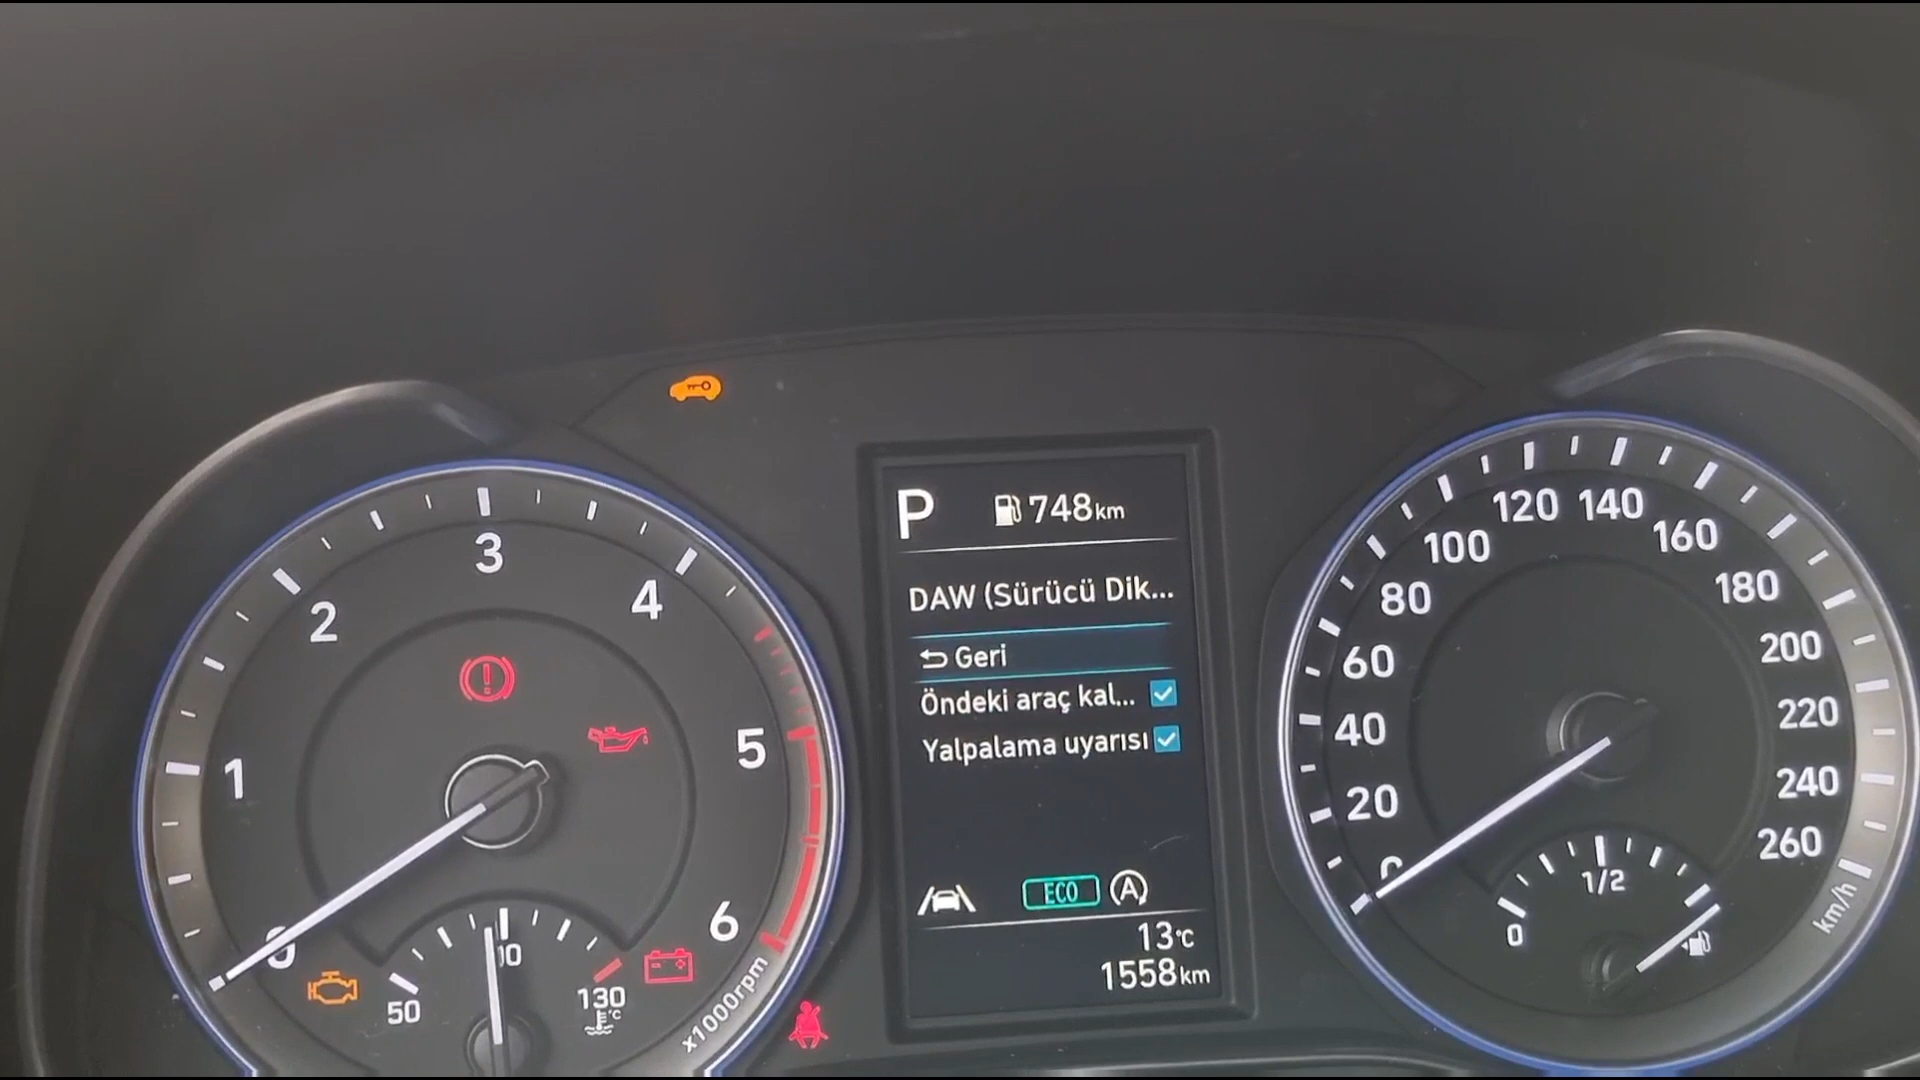 P 748km
DAW (Sürücü Dik...
Geri
Öndeki araç kal...
Yalpalama uyarısı
ECO A
13°C
1558km
0
1
2
3
4
5
6
x1000rpm
50
130
°C
0
20
40
60
80
100
120
140
160
180
200
220
240
260
km/h
0
1/2